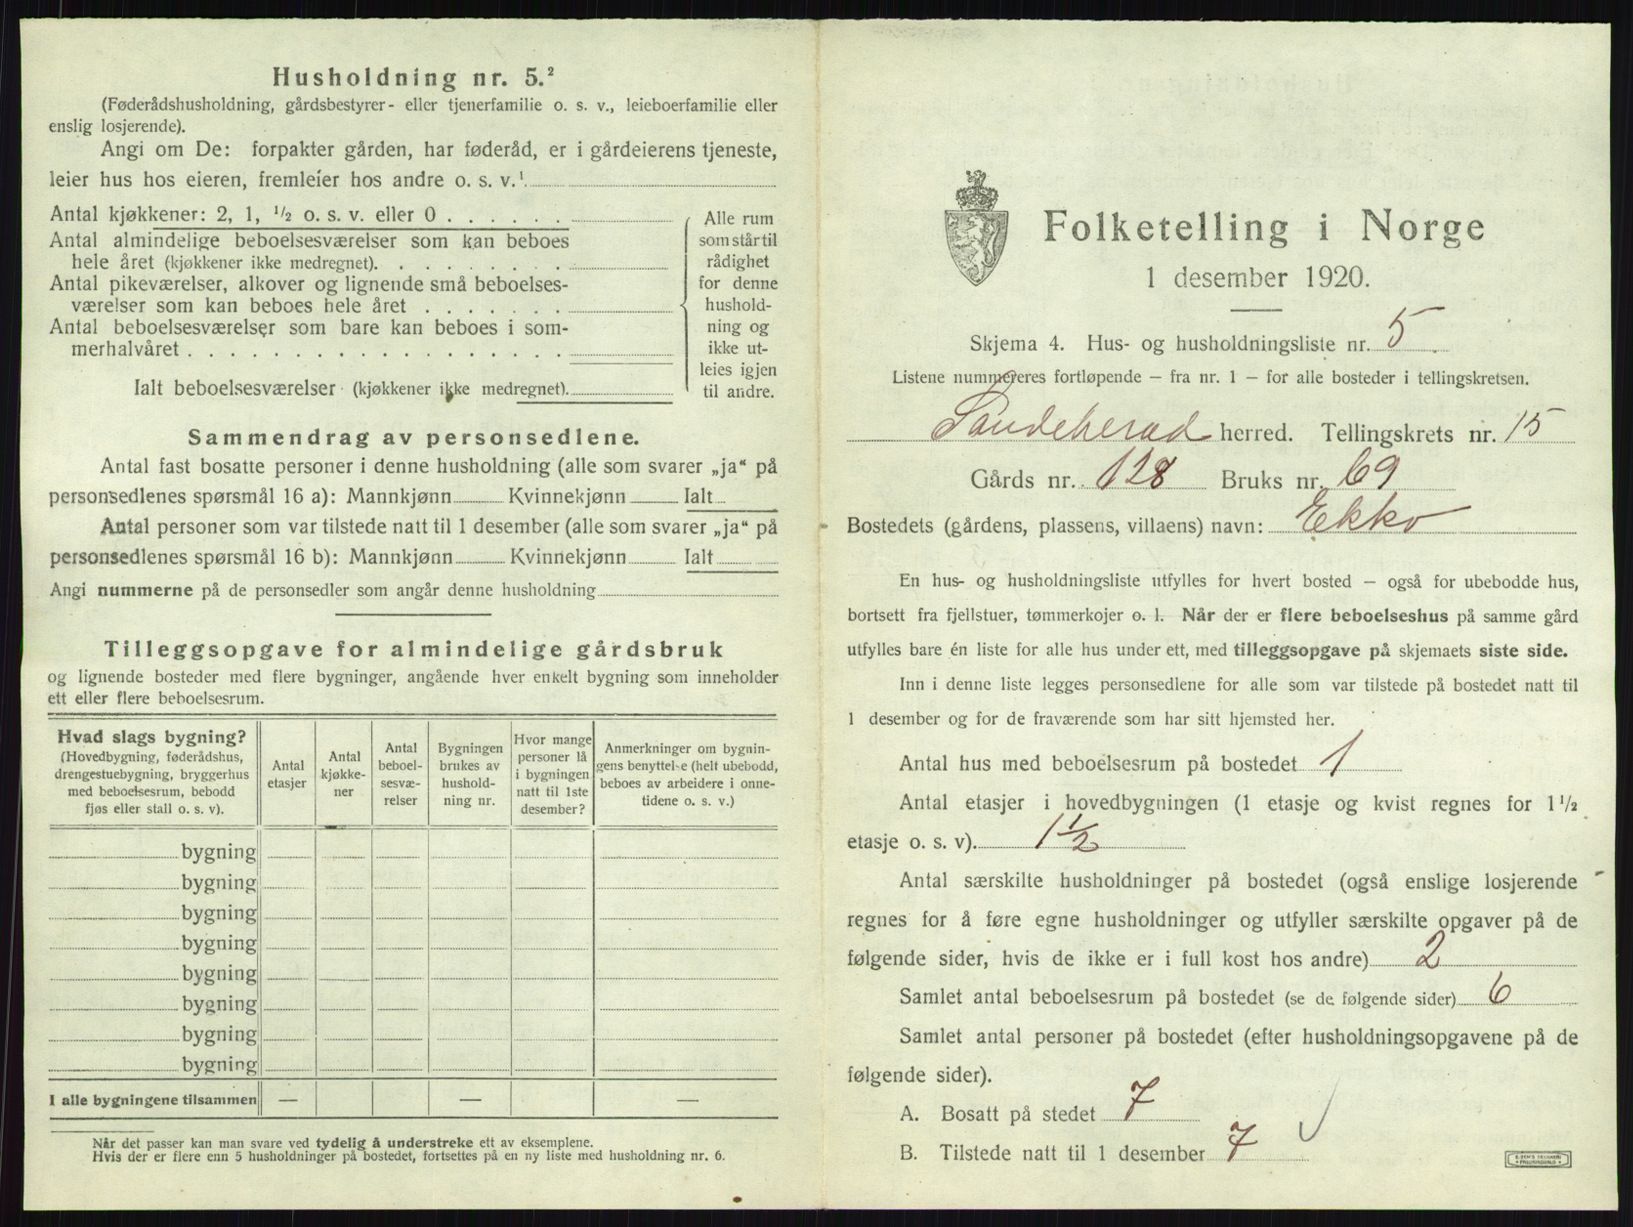 Husholdning nr. 5.²
(Føderådshusholdning, gårdsbestyrer- eller tjenerfamilie o. s. v., leieboerfamilie eller
enslig losjerende).
Angi om De: forpakter gården, har føderåd, er i gårdeierens tjeneste,
leier hus hos eieren, fremleier hos andre o. s. v.¹
Antal kjøkkener: 2, 1, ½ o. s. v. eller 0
Antal almindelige beboelsesværelser som kan beboes
hele året (kjøkkener ikke medregnet).
Antal pikeværelser, alkover og lignende små beboelses-
værelser som kan beboes hele året
Antal beboelsesværelser som bare kan beboes i som-
merhalvåret
Ialt beboelsesværelser (kjøkkener ikke medregnet).
Alle rum
som står til
rådighet
for denne
hushold-
ning og
ikke ut-
leies igjen
til andre.
Sammendrag av personsedlene.
Antal fast bosatte personer i denne husholdning (alle som svarer „ja“ på
personsedlenes spørsmål 16 a): Mannkjønn Kvinnekjønn Ialt
Antal personer som var tilstede natt til 1 desember (alle som svarer „ja“ på
personsedlenes spørsmål 16 b): Mannkjønn Kvinnekjønn Ialt
Angi nummerne på de personsedler som angår denne husholdning
Tilleggsopgave for almindelige gårdsbruk
og lignende bosteder med flere bygninger, angående hver enkelt bygning som inneholder
ett eller flere beboelsesrum.
Hvad slags bygning?
(Hovedbygning, føderådshus,
drengestuebygning, bryggerhus
med beboelsesrum, bebodd
fjøs eller stall o. s. v).
Antal
etasjer
Antal
kjøkke-
ner
Antal
beboel-
sesvæ-
relser
Bygningen
brukes av
hushold-
ning nr.
Hvor mange
personer lå
i bygningen
natt til 1ste
desember?
Anmerkninger om bygnin-
gens benyttelse (helt ubebodd,
beboes av arbeidere i onne-
tidene o. s. v.)
bygning
bygning
bygning
bygning
bygning
bygning
bygning
bygning
I alle bygningene tilsammen — — —
Når det passer kan man svare ved tydelig å understreke ett av eksemplene.
Hvis der er flere enn 5 husholdninger på bostedet, fortsettes på en ny liste med husholdning nr. 6.
Folketelling i Norge
1 desember 1920.
Skjema 4. Hus- og husholdningsliste nr. 5
Listene nummereres fortløpende — fra nr. 1 — for alle bosteder i tellingskretsen.
Sandeherad herred. Tellingskrets nr. 15
Gårds nr. 128 Bruks nr. 69
Bostedets (gårdens, plassens, villaens) navn: Ekko
En hus- og husholdningsliste utfylles for hvert bosted — også for ubebodde hus,
bortsett fra fjellstuer, tømmerkojer o. l. Når der er flere beboelseshus på samme gård
utfylles bare én liste for alle hus under ett, med tilleggsopgave på skjemaets siste side.
Inn i denne liste legges personsedlene for alle som var tilstede på bostedet natt til
1 desember og for de fraværende som har sitt hjemsted her.
Antal hus med beboelsesrum på bostedet 1
Antal etasjer i hovedbygningen (1 etasje og kvist regnes for 1½
etasje o. s. v). 1½
Antal særskilte husholdninger på bostedet (også enslige losjerende
regnes for å føre egne husholdninger og utfyller særskilte opgaver på de
følgende sider, hvis de ikke er i full kost hos andre) 2
Samlet antal beboelsesrum på bostedet (se de følgende sider) 6
Samlet antal personer på bostedet (efter husholdningsopgavene på de
følgende sider).
A. Bosatt på stedet 7
B. Tilstede natt til 1 desember 7